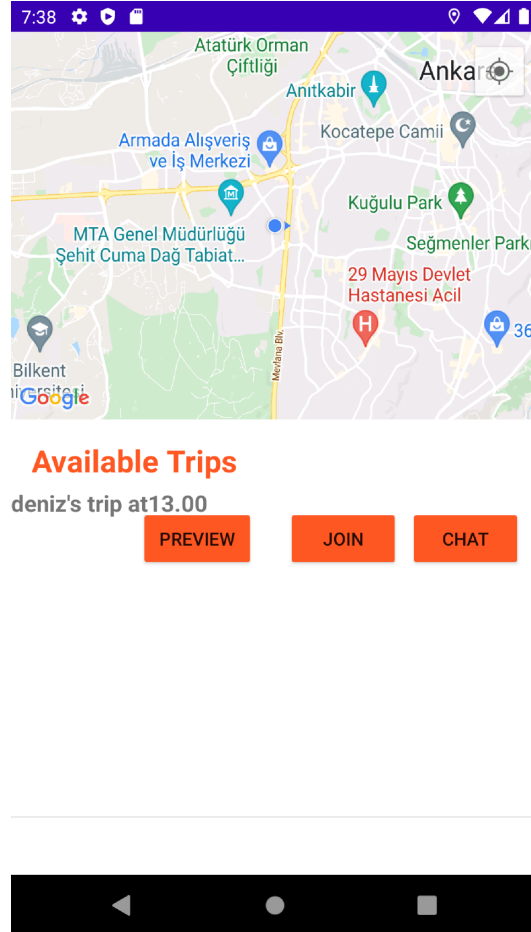 7:38
Atatürk Orman
Çiftliği
Anıtkabir
Armada Alışveriş
ve İş Merkezi
Kocatepe Camii
Kuğulu Park
MTA Genel Müdürlüğü
Şehit Cuma Dağ Tabiat...
Seğmenler Park
29 Mayıs Devlet
Hastanesi Acil
H
36
Mevlana Blv.
Bilkent
Google
Available Trips
deniz's trip at13.00
PREVIEW
JOIN
CHAT